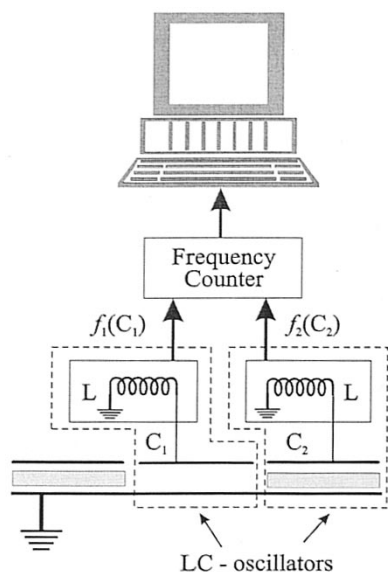 Frequency
Counter
f₁(C₁) f₂(C₂)
L L
C₁ C₂
LC - oscillators